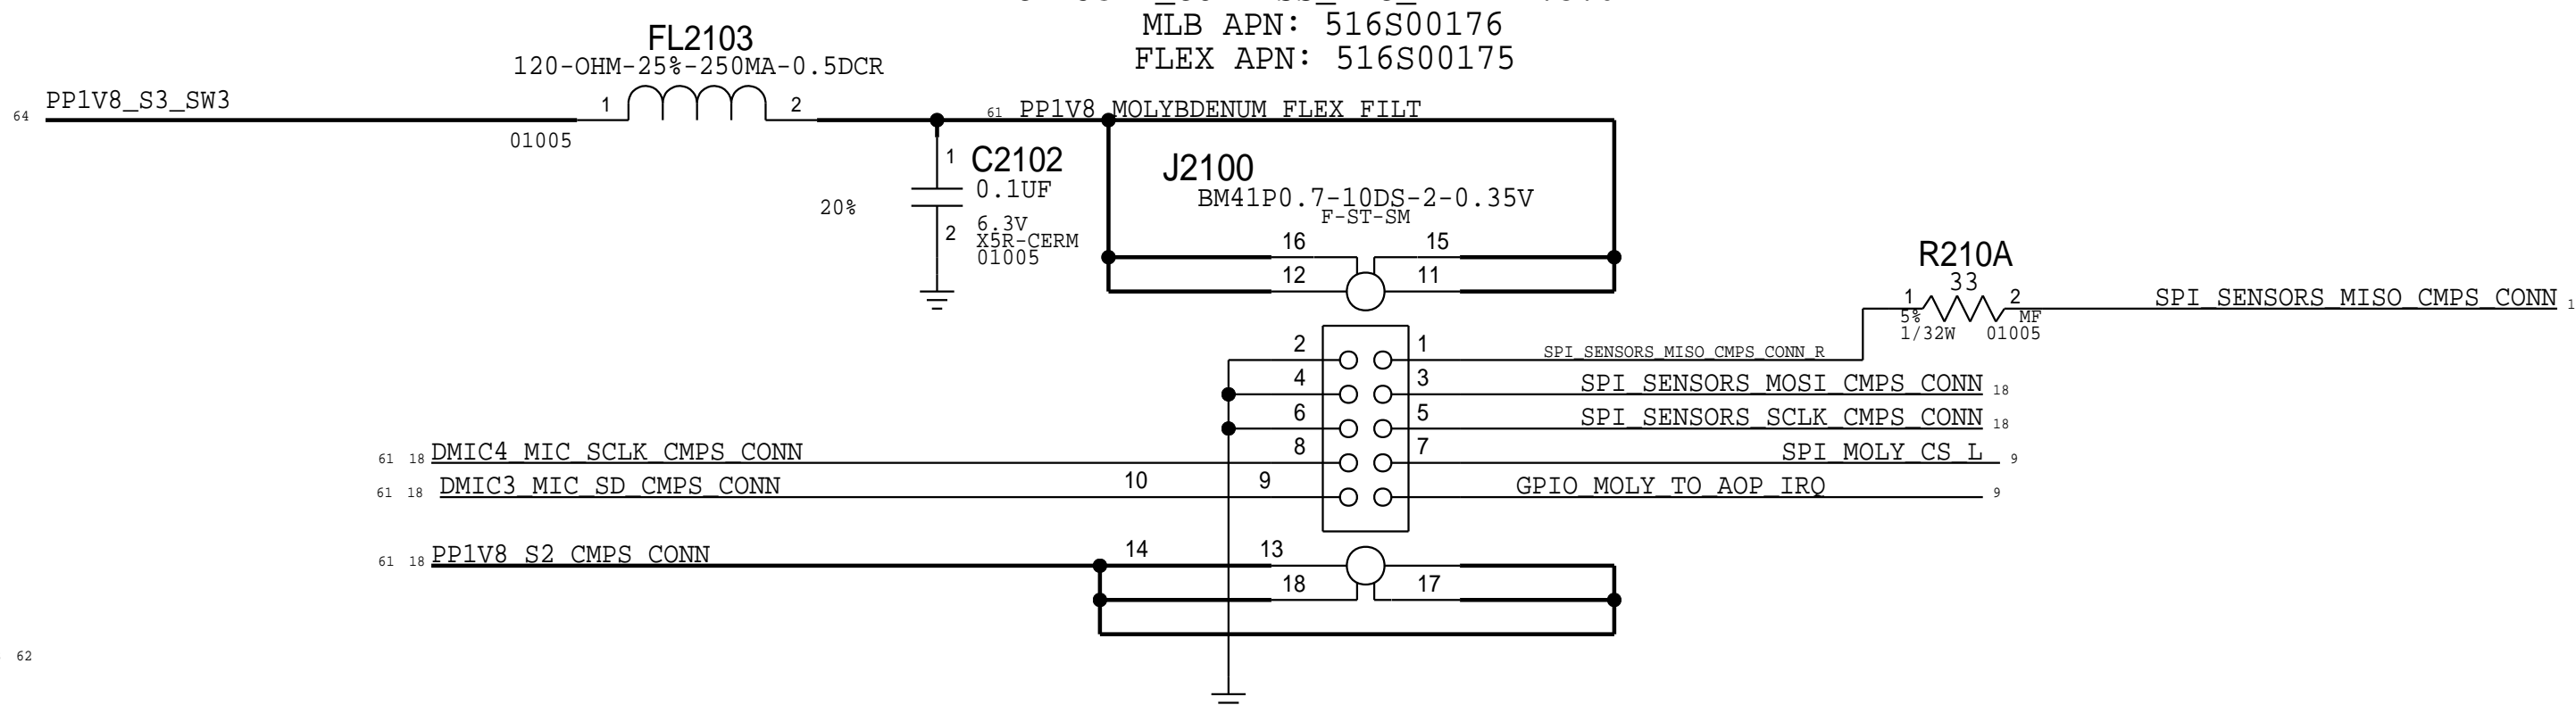 MLB APN: 516S00176
FLEX APN: 516S00175
FL2103
120-OHM-25%-250MA-0.5DCR
64 PP1V8_S3_SW3
1
2
01005
61 PP1V8_MOLYBDENUM_FLEX_FILT
1
C2102
0.1UF
20%
2
6.3V
X5R-CERM
01005
J2100
BM41P0.7-10DS-2-0.35V
F-ST-SM
16 15
12 11
R210A
33
1 2
5% MF
1/32W 01005
SPI_SENSORS_MISO_CMPS_CONN 1
2 1 SPI_SENSORS_MISO_CMPS_CONN_R
4 3 SPI_SENSORS_MOSI_CMPS_CONN 18
6 5 SPI_SENSORS_SCLK_CMPS_CONN 18
61 18 DMIC4_MIC_SCLK_CMPS_CONN 8 7 SPI_MOLY_CS_L 9
61 18 DMIC3_MIC_SD_CMPS_CONN 10 9 GPIO_MOLY_TO_AOP_IRQ 9
61 18 PP1V8_S2_CMPS_CONN 14 13
18 17
62